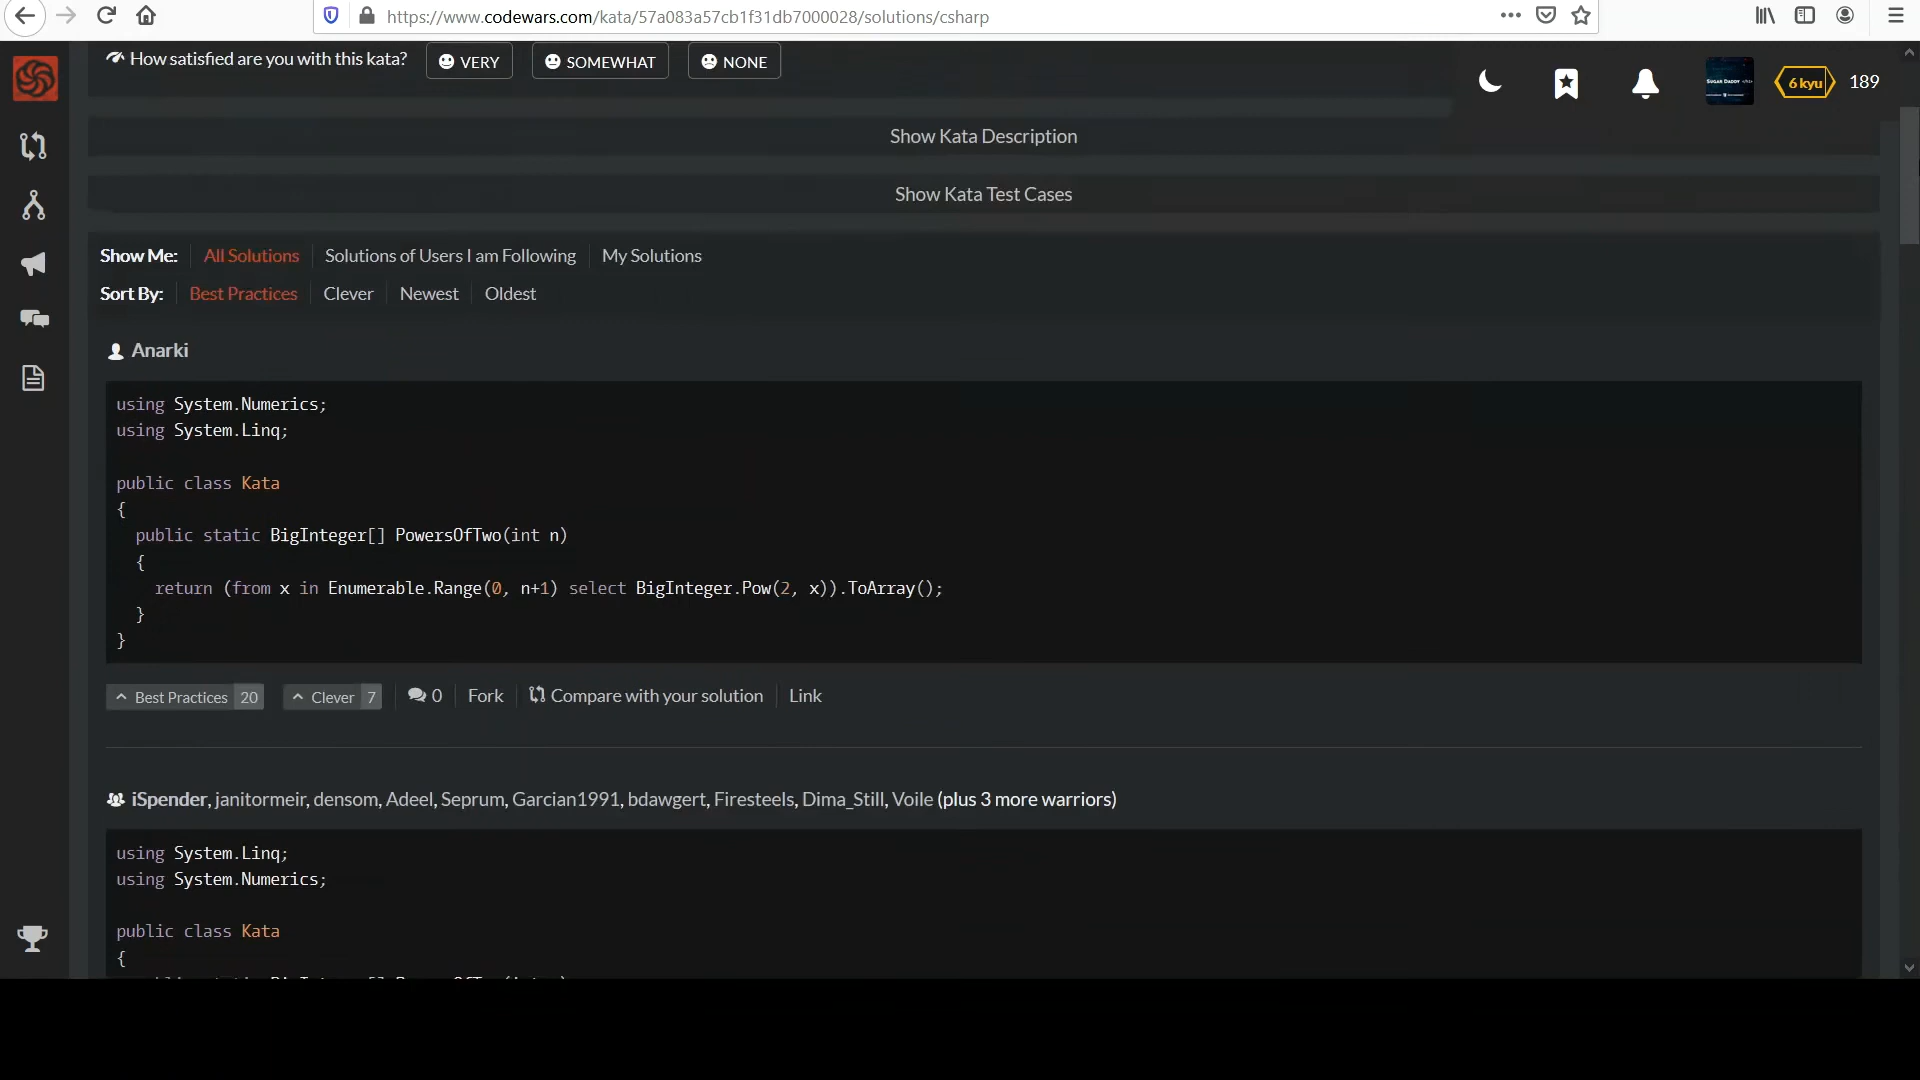 https://www.codewars.com/kata/57a083a57cb1f31db7000028/solutions/csharp
How satisfied are you with this kata? VERY SOMEWHAT NONE
SUGAR DADDY
6 kyu 189
Show Kata Description
Show Kata Test Cases
Show Me: All Solutions Solutions of Users I am Following My Solutions
Sort By: Best Practices Clever Newest Oldest
Anarki
using System.Numerics;
using System.Linq;
public class Kata
{
public static BigInteger[] PowersOfTwo(int n)
{
return (from x in Enumerable.Range(0, n+1) select BigInteger.Pow(2, x)).ToArray();
}
}
Best Practices 20 Clever 7 0 Fork Compare with your solution Link
iSpender, janitormeir, densom, Adeel, Seprum, Garcian1991, bdawgert, Firesteels, Dima_Still, Voile (plus 3 more warriors)
using System.Linq;
using System.Numerics;
public class Kata
{